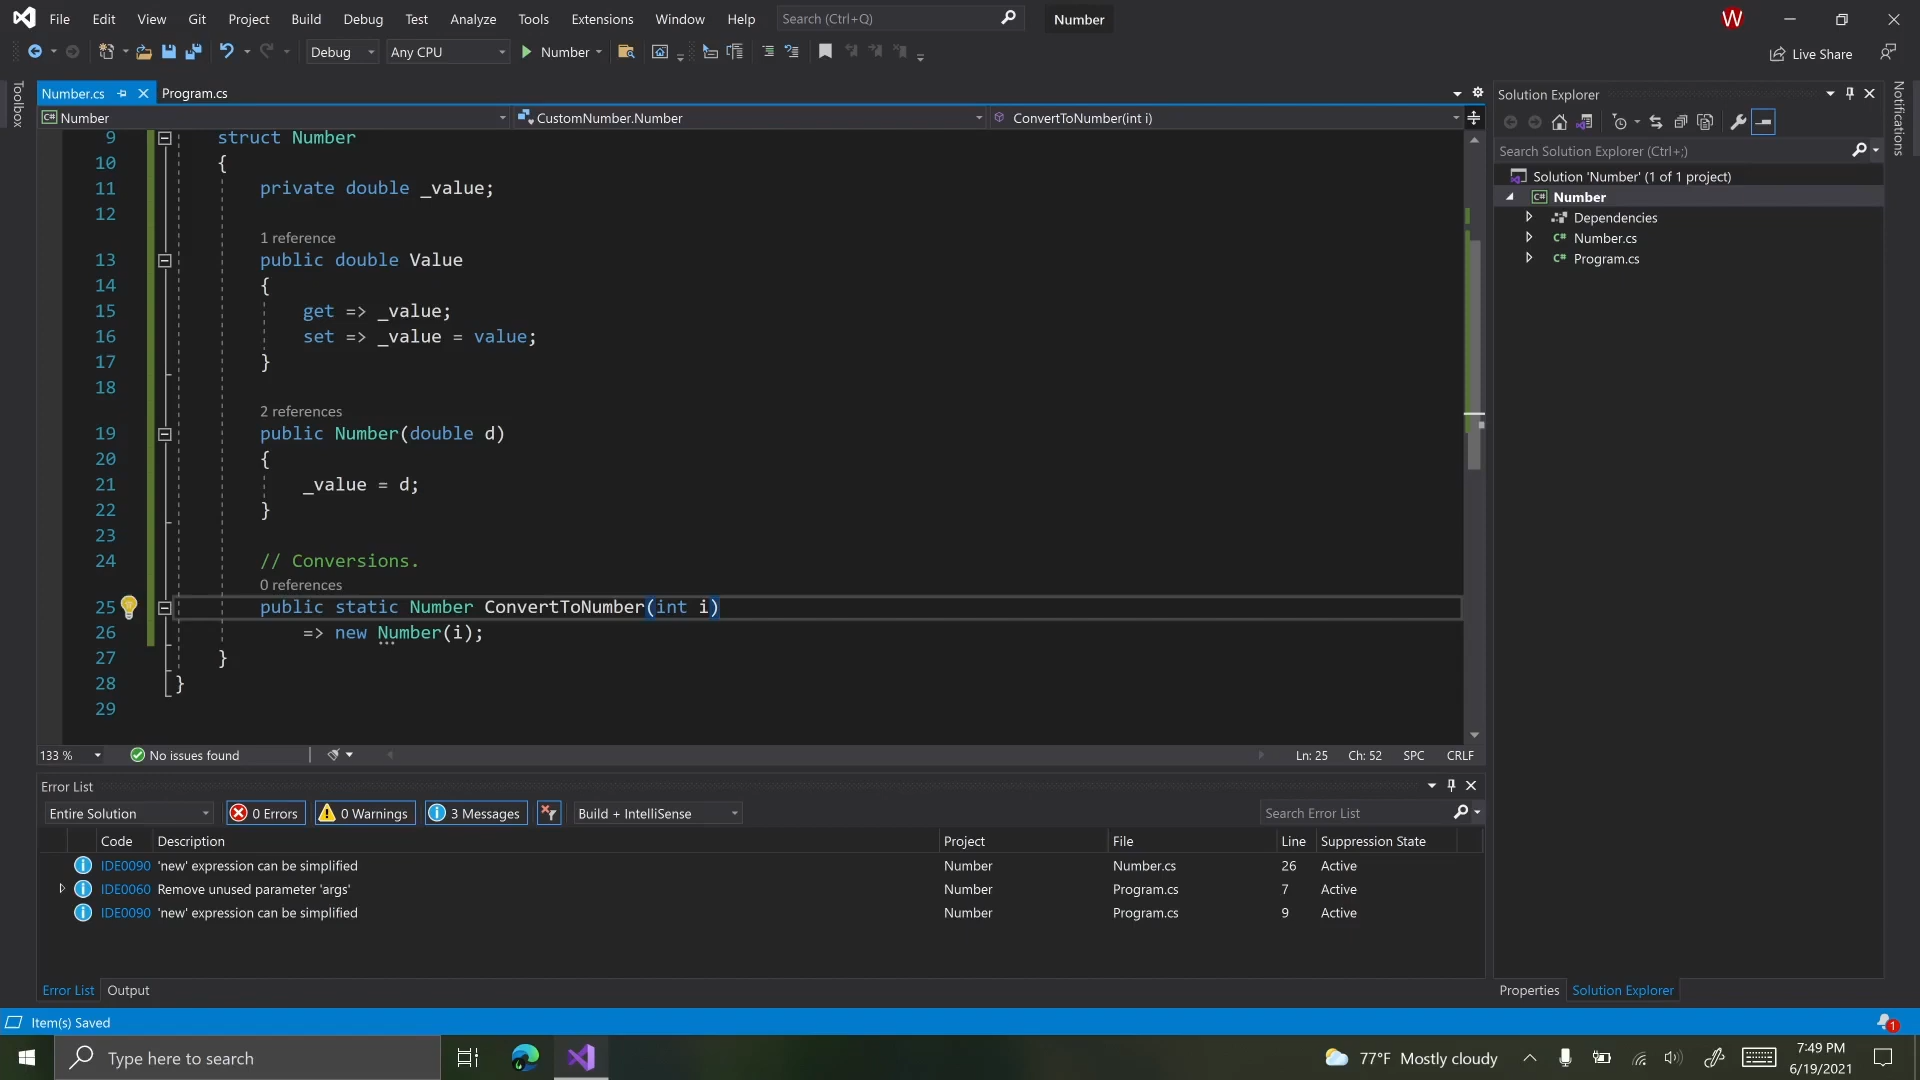 File Edit View Git Project Build Debug Test Analyze Tools Extensions Window Help Search (Ctrl+Q) Number W
Debug Any CPU Number Live Share
Toolbox
Number.cs Program.cs
Number CustomNumber.Number ConvertToNumber(int i)
9 struct Number
10 {
11 private double _value;
12
1 reference
13 public double Value
14 {
15 get => _value;
16 set => _value = value;
17 }
18
2 references
19 public Number(double d)
20 {
21 _value = d;
22 }
23
24 // Conversions.
0 references
25 public static Number ConvertToNumber(int i)
26 => new Number(i);
27 }
28 }
29
133 % No issues found Ln: 25 Ch: 52 SPC CRLF
Error List
Entire Solution 0 Errors 0 Warnings 3 Messages Build + IntelliSense Search Error List
Code Description Project File Line Suppression State
IDE0090 'new' expression can be simplified Number Number.cs 26 Active
IDE0060 Remove unused parameter 'args' Number Program.cs 7 Active
IDE0090 'new' expression can be simplified Number Program.cs 9 Active
Error List Output
Solution Explorer
Search Solution Explorer (Ctrl+;)
Solution 'Number' (1 of 1 project)
C# Number
Dependencies
C# Number.cs
C# Program.cs
Properties Solution Explorer
Notifications
Item(s) Saved 1
Type here to search 77°F Mostly cloudy 7:49 PM
6/19/2021